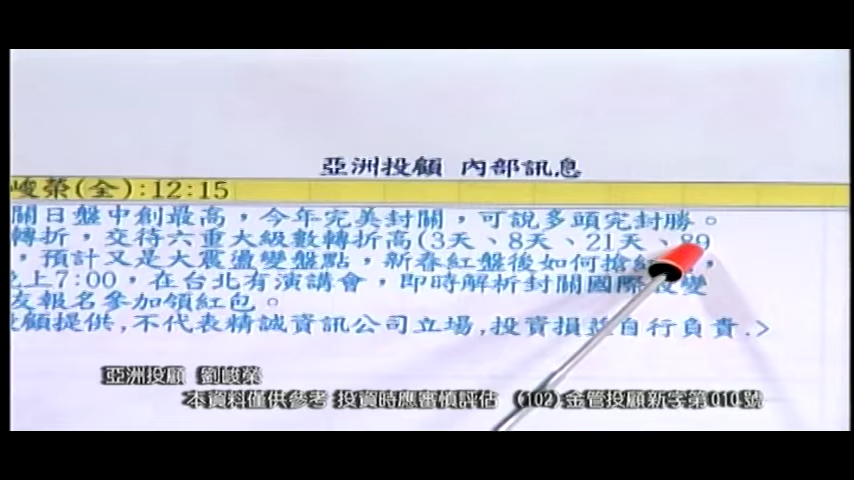 亞洲投顧 內部訊息
峻榮(全):12:15
關日盤中創最高，今年完美封關，可說多頭完封勝。
轉折，交待六重大級數轉折高(3天、8天、21天、89
，預計又是大震盪變盤點，新春紅盤後如何搶紅
上7:00，在台北有演講會，即時解析封關國際 變
友報名參加領紅包。
顧提供,不代表精誠資訊公司立場,投資損益自行負責.>
亞洲投顧 劉峻榮
本資料僅供參考 投資時應審慎評估 (102)金管投顧新字第010號